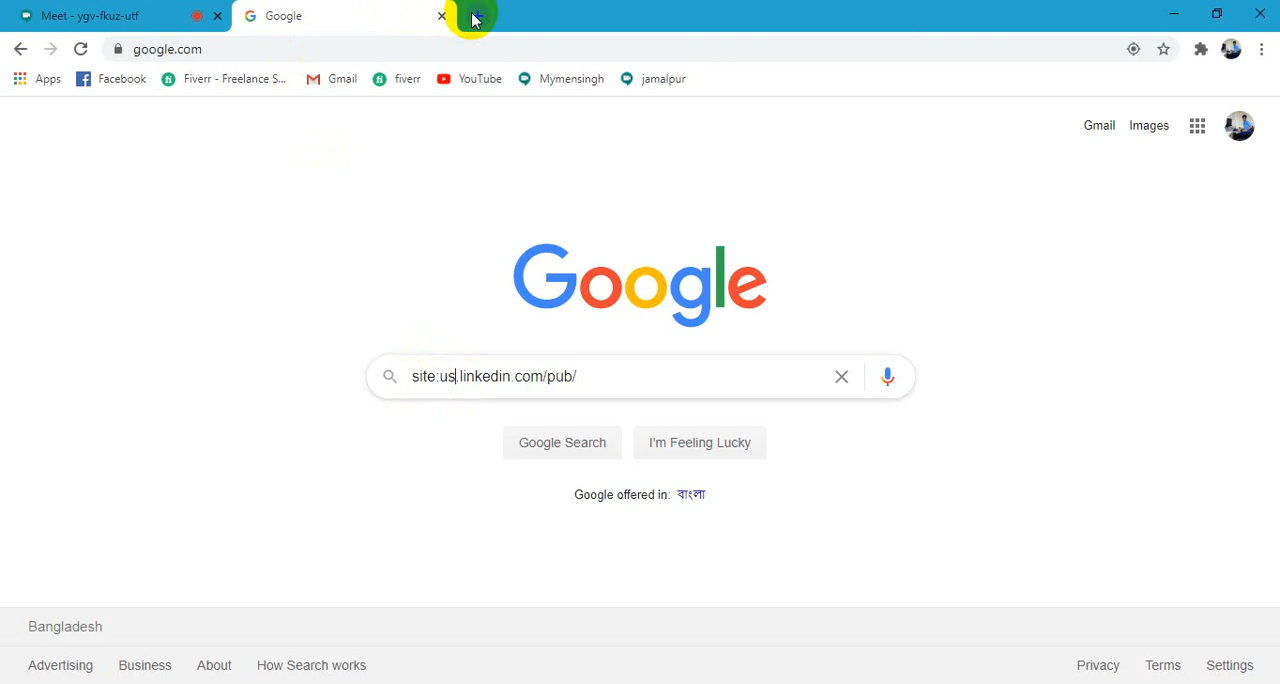 Meet - ygv-fkuz-utf
Google
google.com
Apps Facebook Fiverr - Freelance S... Gmail fiverr YouTube Mymensingh jamalpur
Gmail Images
Google
site:us.linkedin.com/pub/
Google Search I'm Feeling Lucky
Google offered in: বাংলা
Bangladesh
Advertising Business About How Search works Privacy Terms Settings